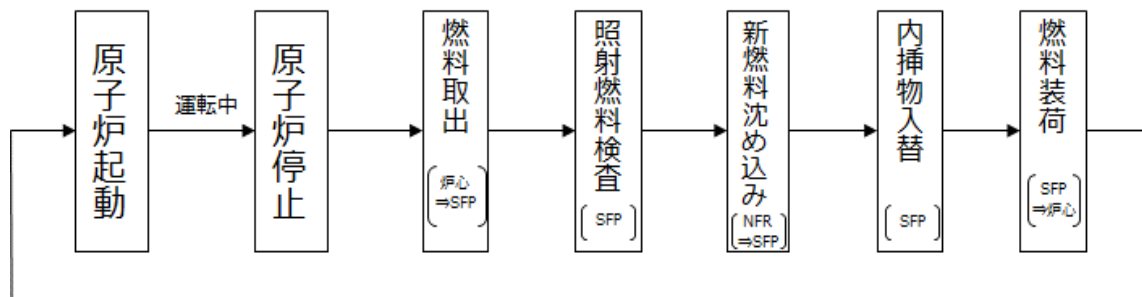 原子炉起動
運転中
原子炉停止
燃料取出
炉心
⇒SFP
照射燃料検査
SFP
新燃料沈め込み
NFR
⇒SFP
内挿物入替
SFP
燃料装荷
SFP
⇒炉心